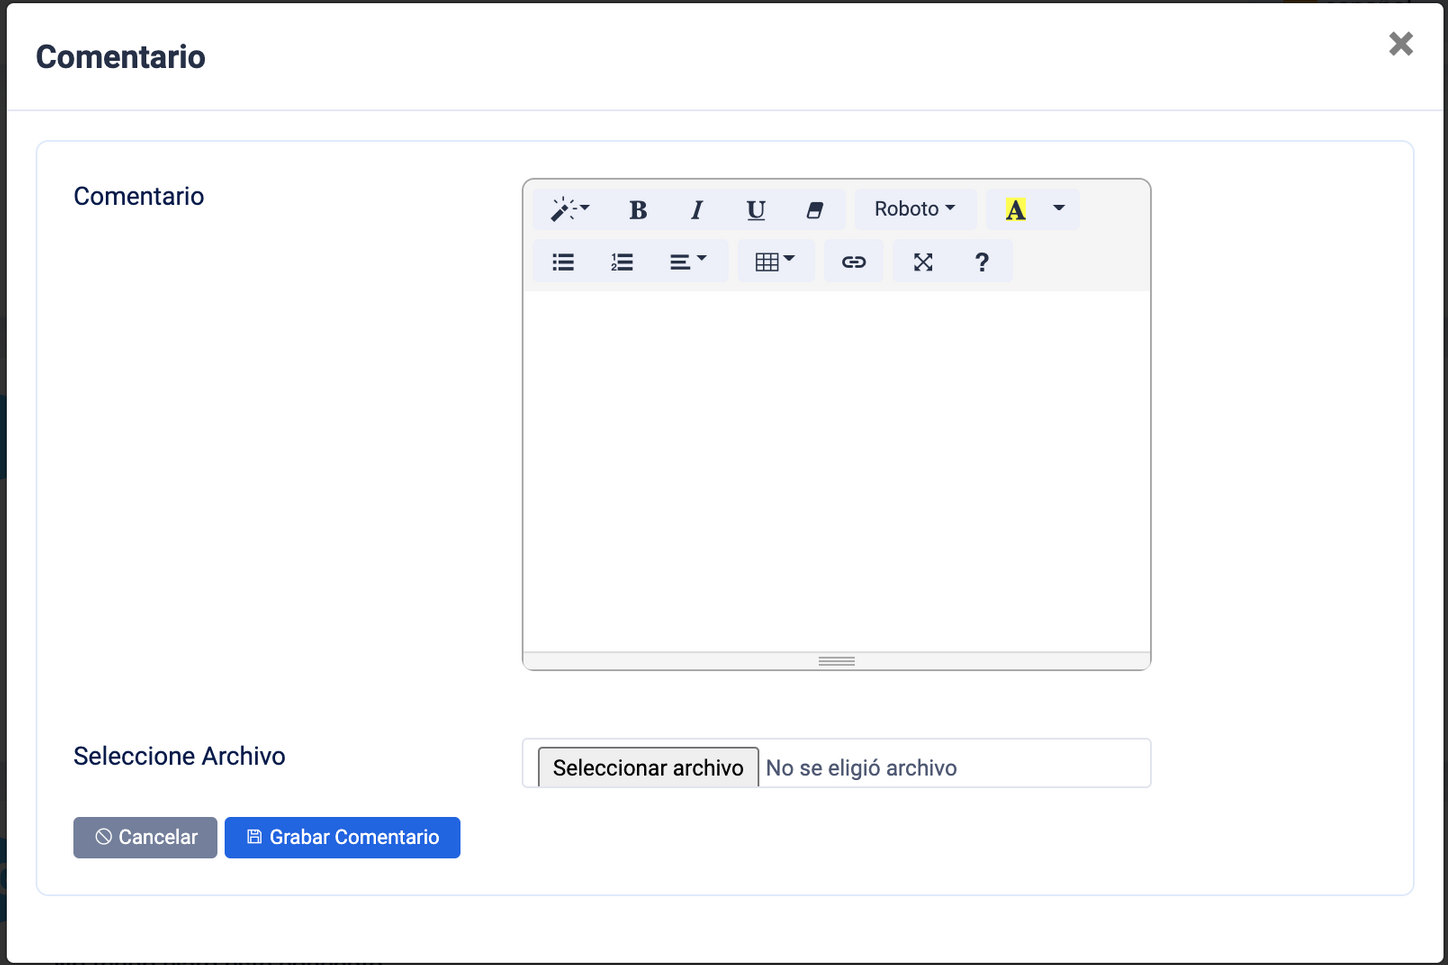 Comentario
Comentario
B I U Roboto A
?
Seleccione Archivo
Seleccionar archivo No se eligió archivo
Cancelar Grabar Comentario